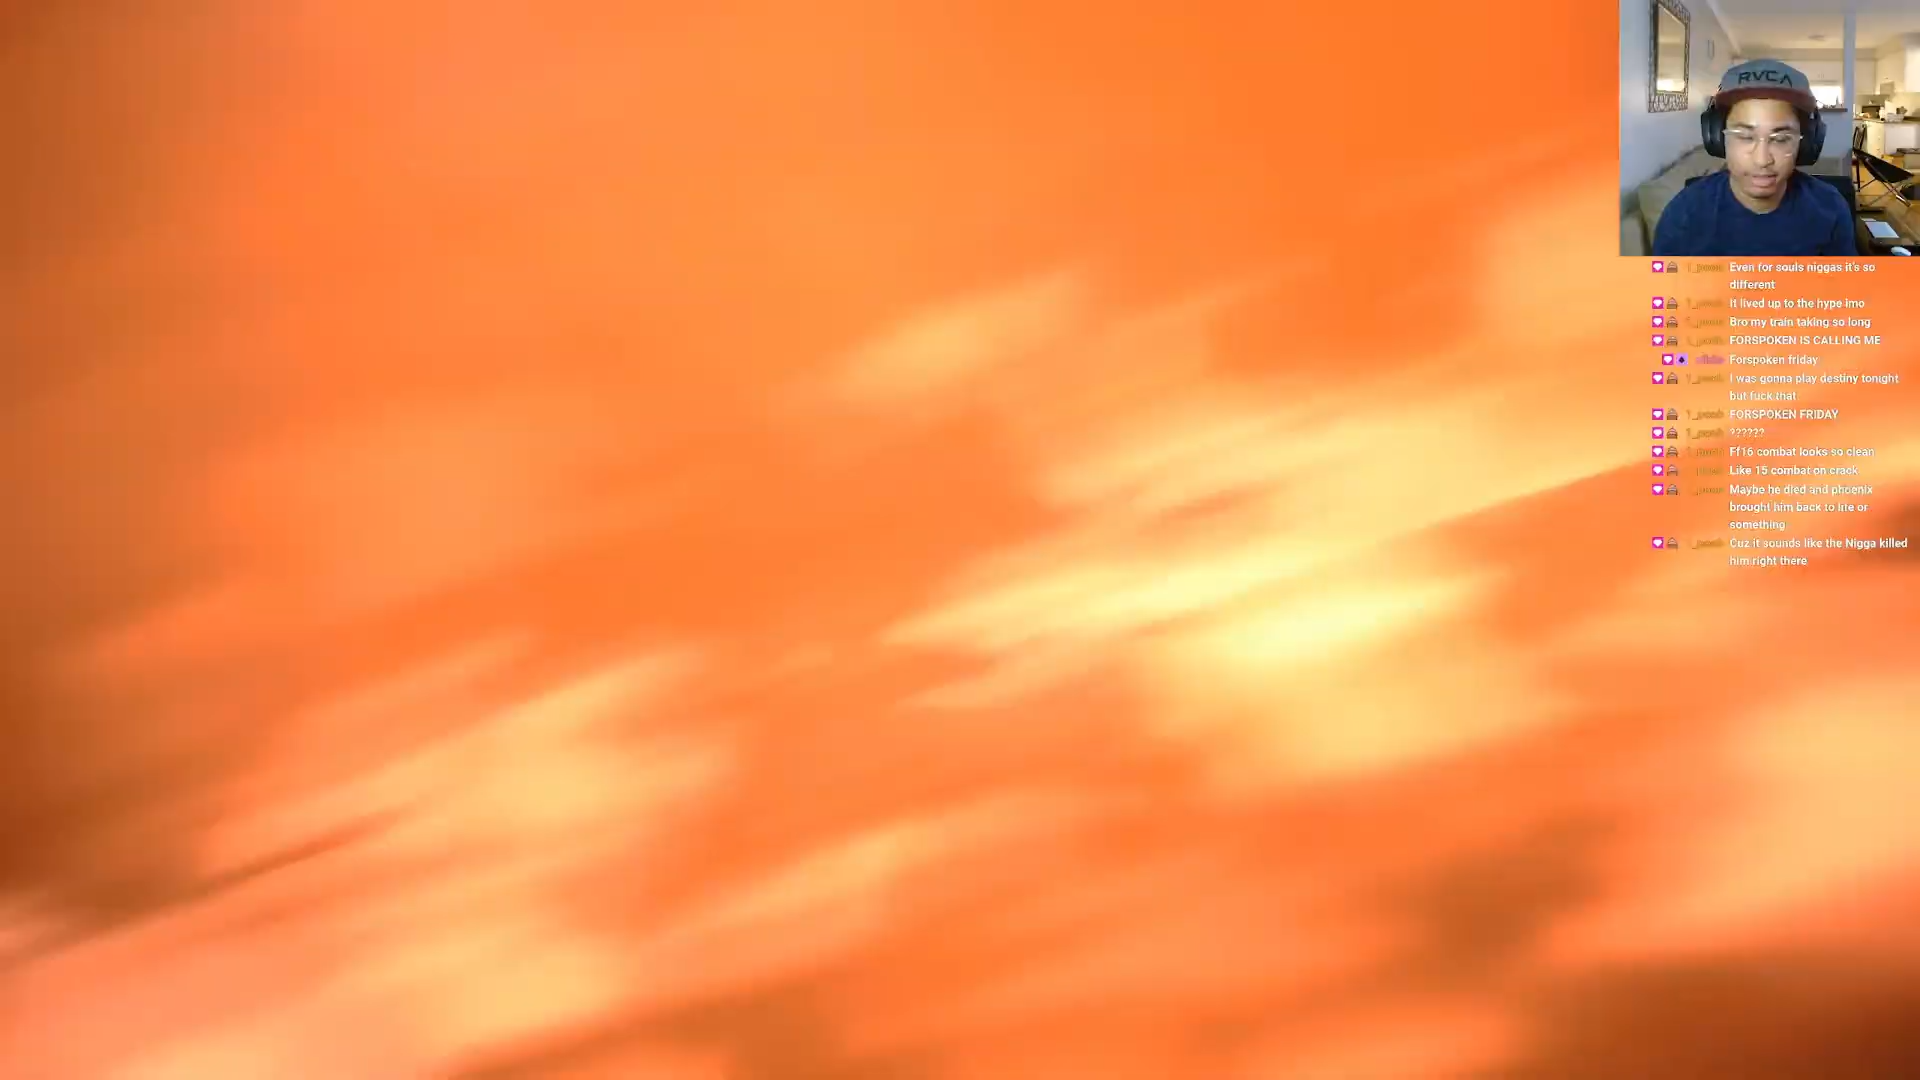 RVCA
Even for souls niggas it's so
different
It lived up to the hype imo
Bro my train taking so long
FORSPOKEN IS CALLING ME
Forspoken friday
I was gonna play destiny tonight
but fuck that
FORSPOKEN FRIDAY
??????
Ff16 combat looks so clean
Like 15 combat on crack
Maybe he died and phoenix
brought him back to life or
something
Cuz it sounds like the Nigga killed
him right there